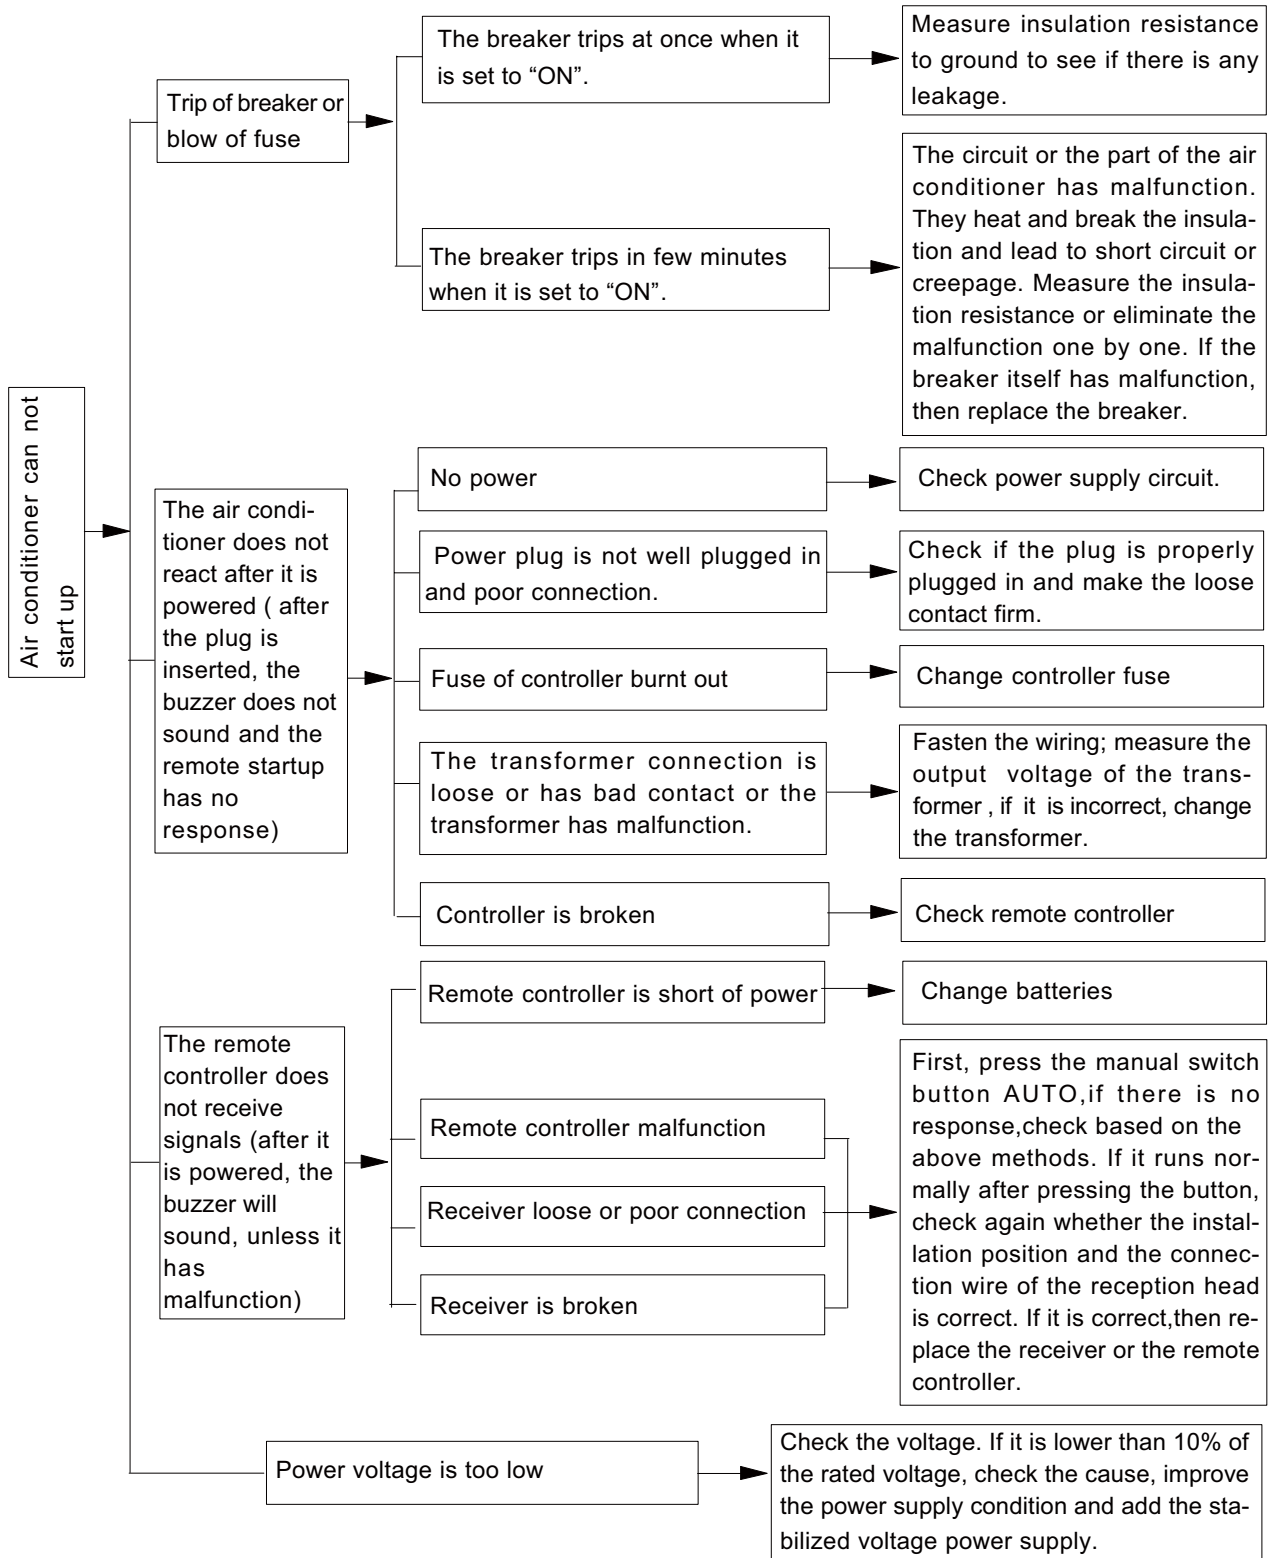 Air conditioner can not
start up
Trip of breaker or
blow of fuse
The breaker trips at once when it
is set to “ON”.
Measure insulation resistance
to ground to see if there is any
leakage.
The breaker trips in few minutes
when it is set to “ON”.
The circuit or the part of the air
conditioner has malfunction.
They heat and break the insula-
tion and lead to short circuit or
creepage. Measure the insula-
tion resistance or eliminate the
malfunction one by one. If the
breaker itself has malfunction,
then replace the breaker.
The air condi-
tioner does not
react after it is
powered ( after
the plug is
inserted, the
buzzer does not
sound and the
remote startup
has no
response)
No power
Check power supply circuit.
Power plug is not well plugged in
and poor connection.
Check if the plug is properly
plugged in and make the loose
contact firm.
Fuse of controller burnt out
Change controller fuse
The transformer connection is
loose or has bad contact or the
transformer has malfunction.
Fasten the wiring; measure the
output voltage of the trans-
former , if it is incorrect, change
the transformer.
Controller is broken
Check remote controller
The remote
controller does
not receive
signals (after it
is powered, the
buzzer will
sound, unless it
has
malfunction)
Remote controller is short of power
Change batteries
Remote controller malfunction
Receiver loose or poor connection
Receiver is broken
First, press the manual switch
button AUTO,if there is no
response,check based on the
above methods. If it runs nor-
mally after pressing the button,
check again whether the instal-
lation position and the connec-
tion wire of the reception head
is correct. If it is correct,then re-
place the receiver or the remote
controller.
Power voltage is too low
Check the voltage. If it is lower than 10% of
the rated voltage, check the cause, improve
the power supply condition and add the sta-
bilized voltage power supply.